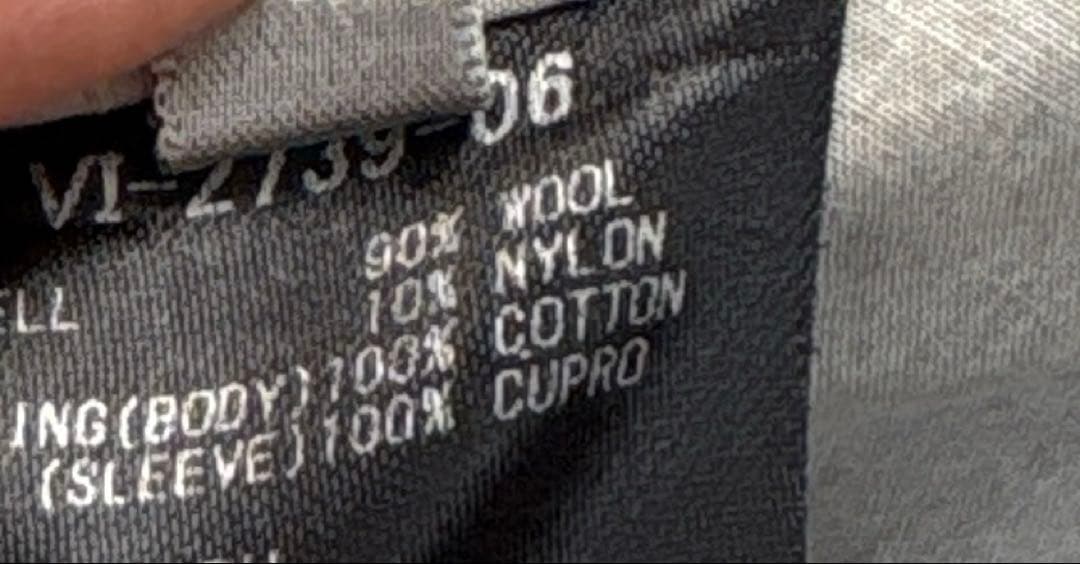 VI-2739-06
90% WOOL
ELL 10% NYLON
ING(BODY)100% COTTON
(SLEEVE)100% CUPRO